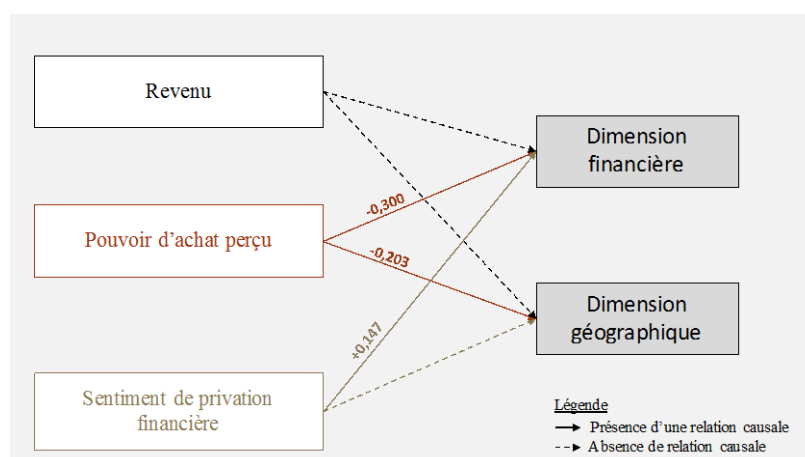 Revenu
Dimension
financière
-0,300
Pouvoir d'achat perçu
-0,203
Dimension
géographique
+0,147
Sentiment de privation
financière
Légende
Présence d'une relation causale
Absence de relation causale